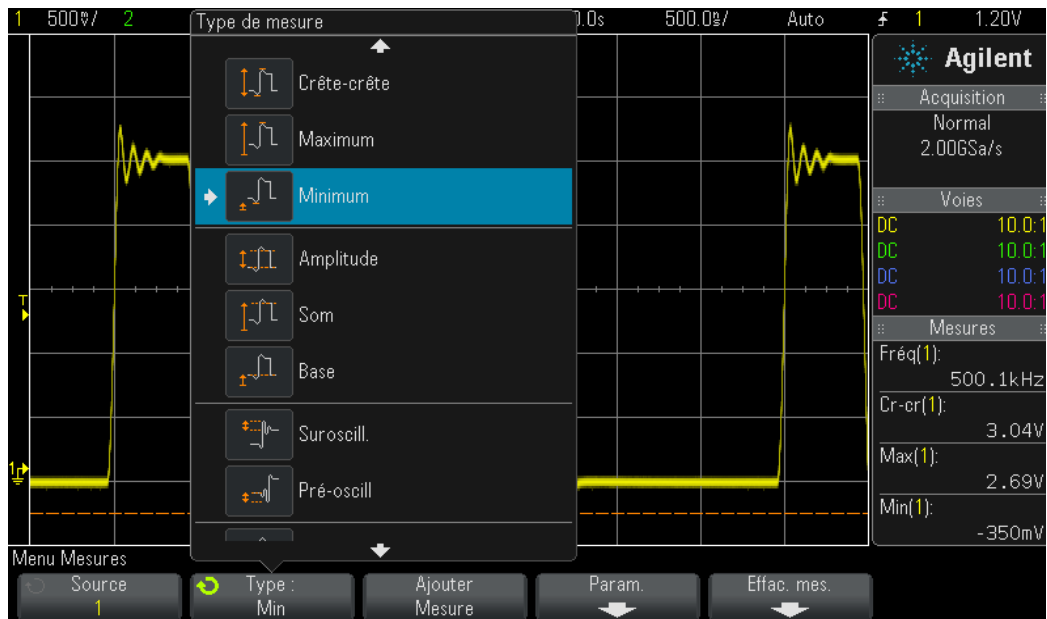 1 500⅟/ 2 0.0s 500.0⅟/ Auto 1 1.20V
Type de mesure
Crête-crête
Maximum
Minimum
Amplitude
Som
Base
Suroscill.
Pré-oscill
T
1
Agilent
Acquisition
Normal
2.00GSa/s
Voies
DC 10.0:1
DC 10.0:1
DC 10.0:1
DC 10.0:1
Mesures
Fréq(1):
500.1kHz
Cr-cr(1):
3.04V
Max(1):
2.69V
Min(1):
-350mV
Menu Mesures
Source
1
Type :
Min
Ajouter
Mesure
Param.
Effac. mes.